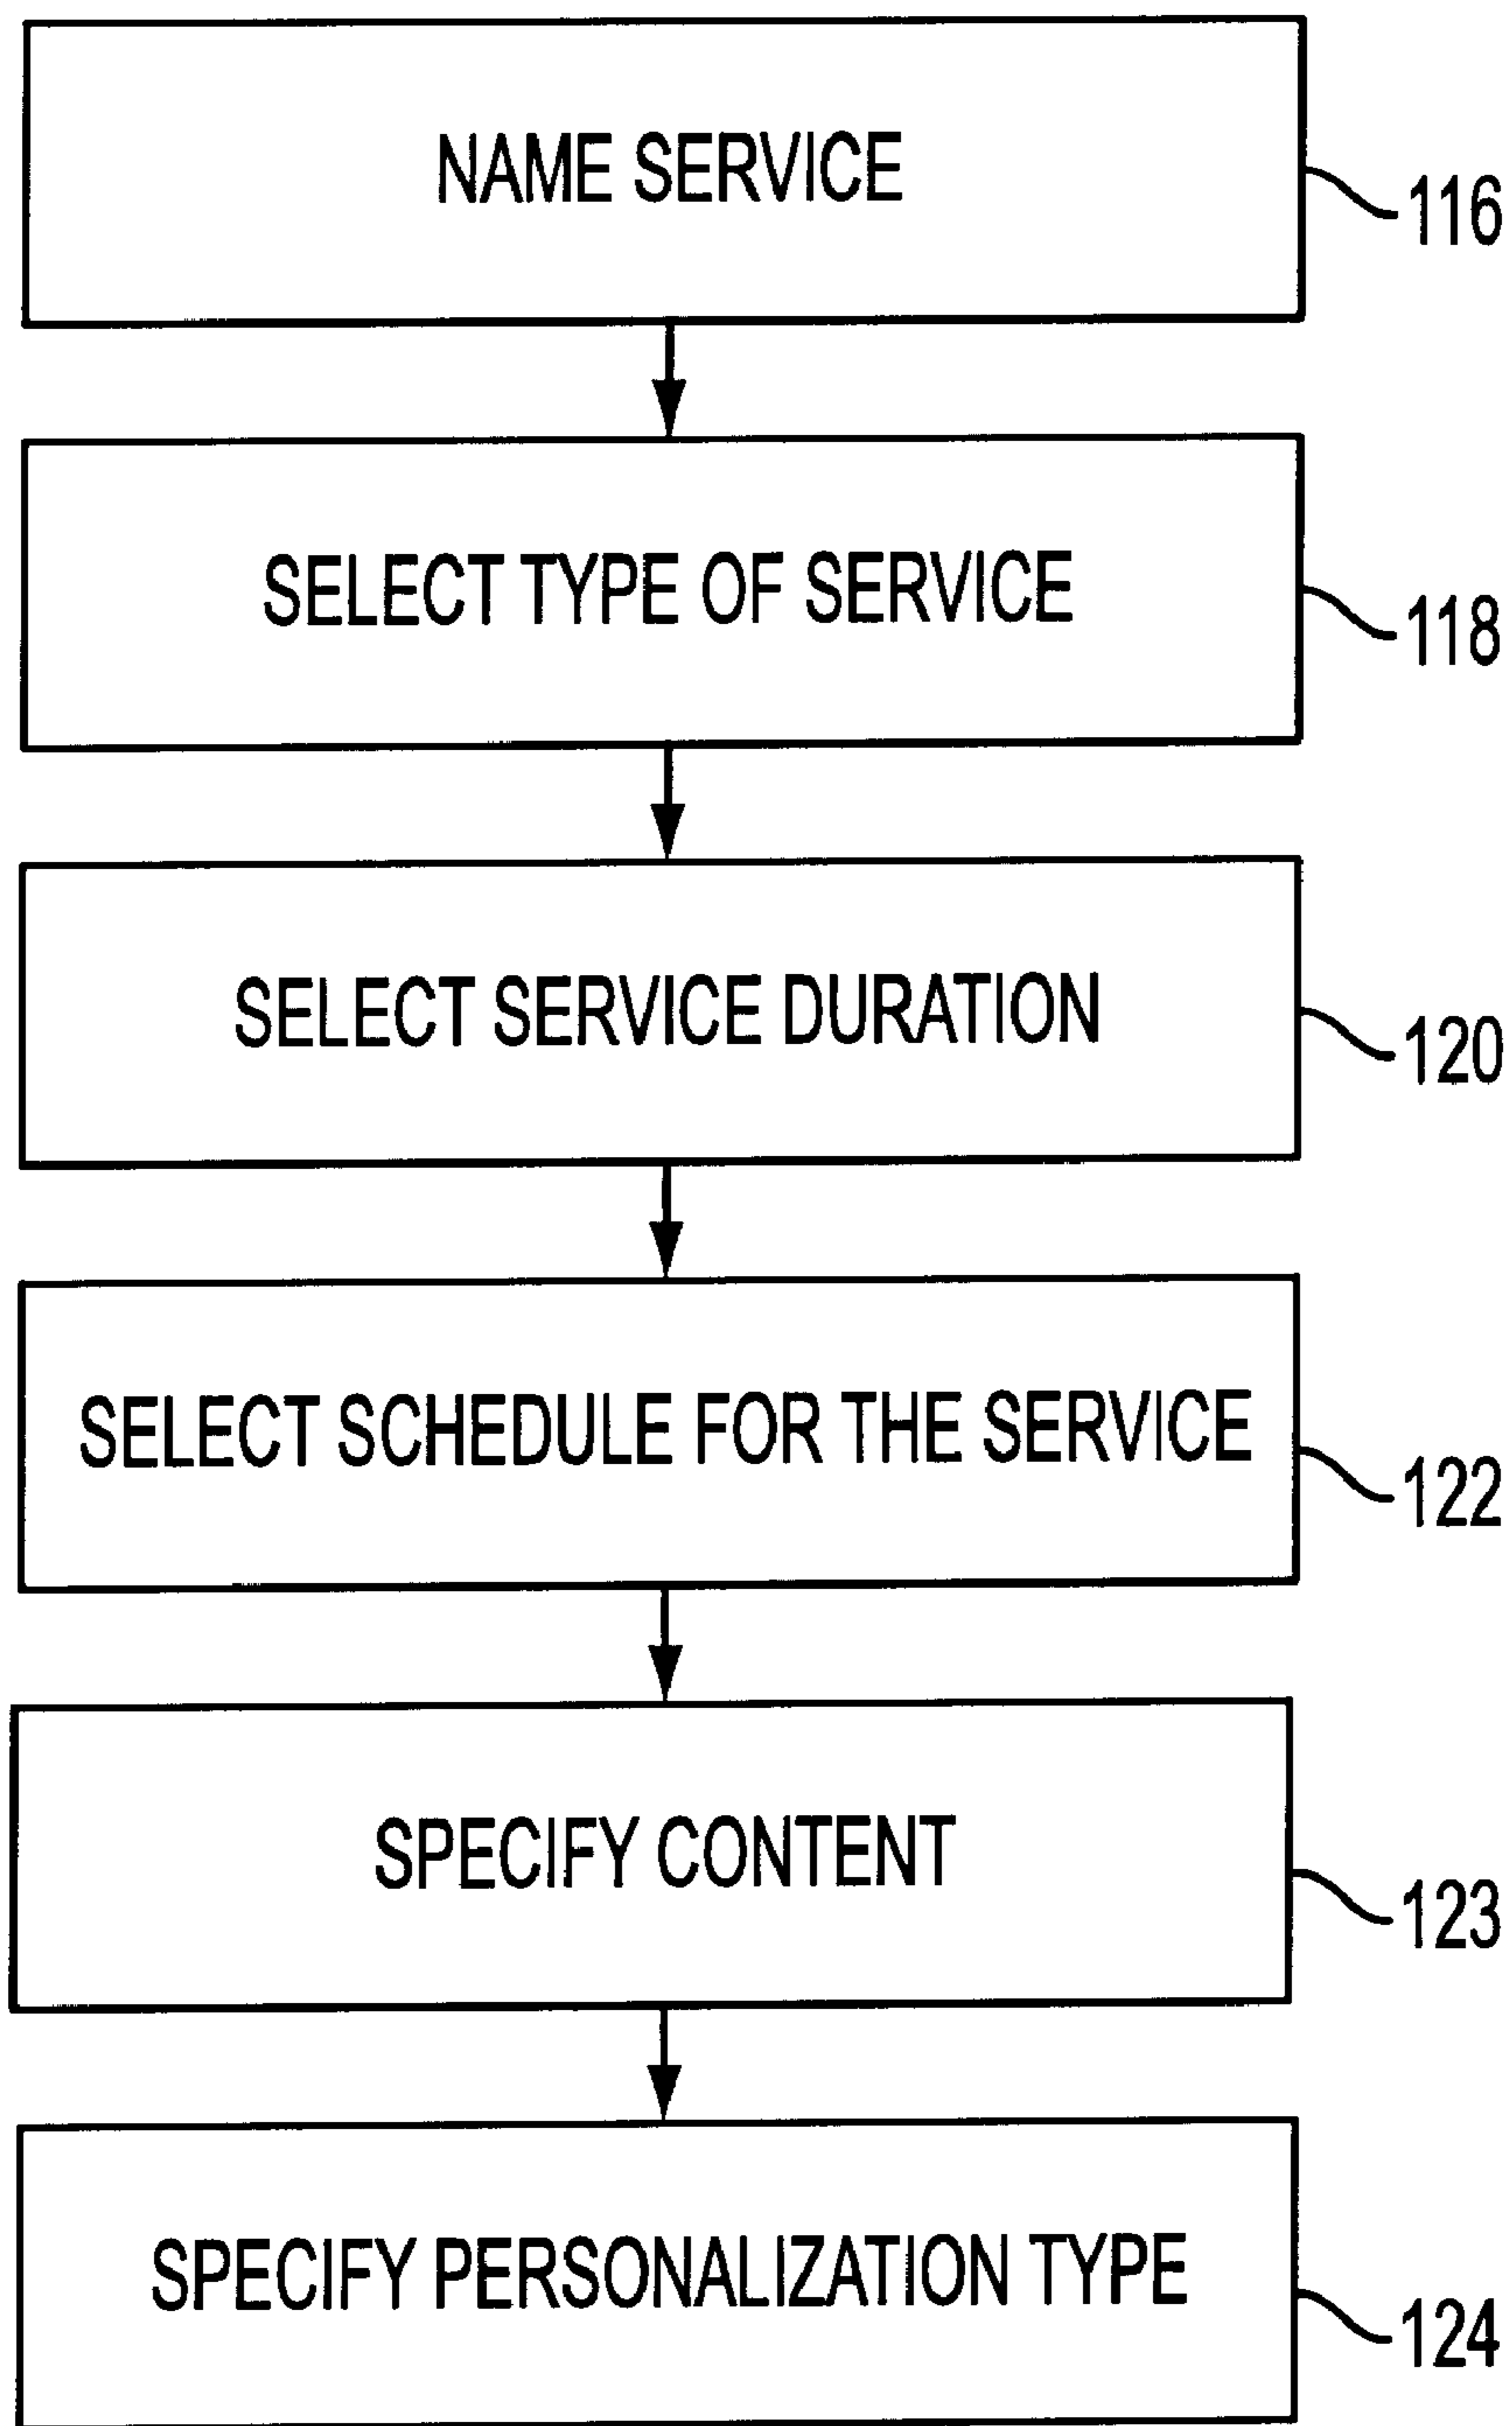 NAME SERVICE
116
SELECT TYPE OF SERVICE
118
SELECT SERVICE DURATION
120
SELECT SCHEDULE FOR THE SERVICE
122
SPECIFY CONTENT
123
SPECIFY PERSONALIZATION TYPE
124